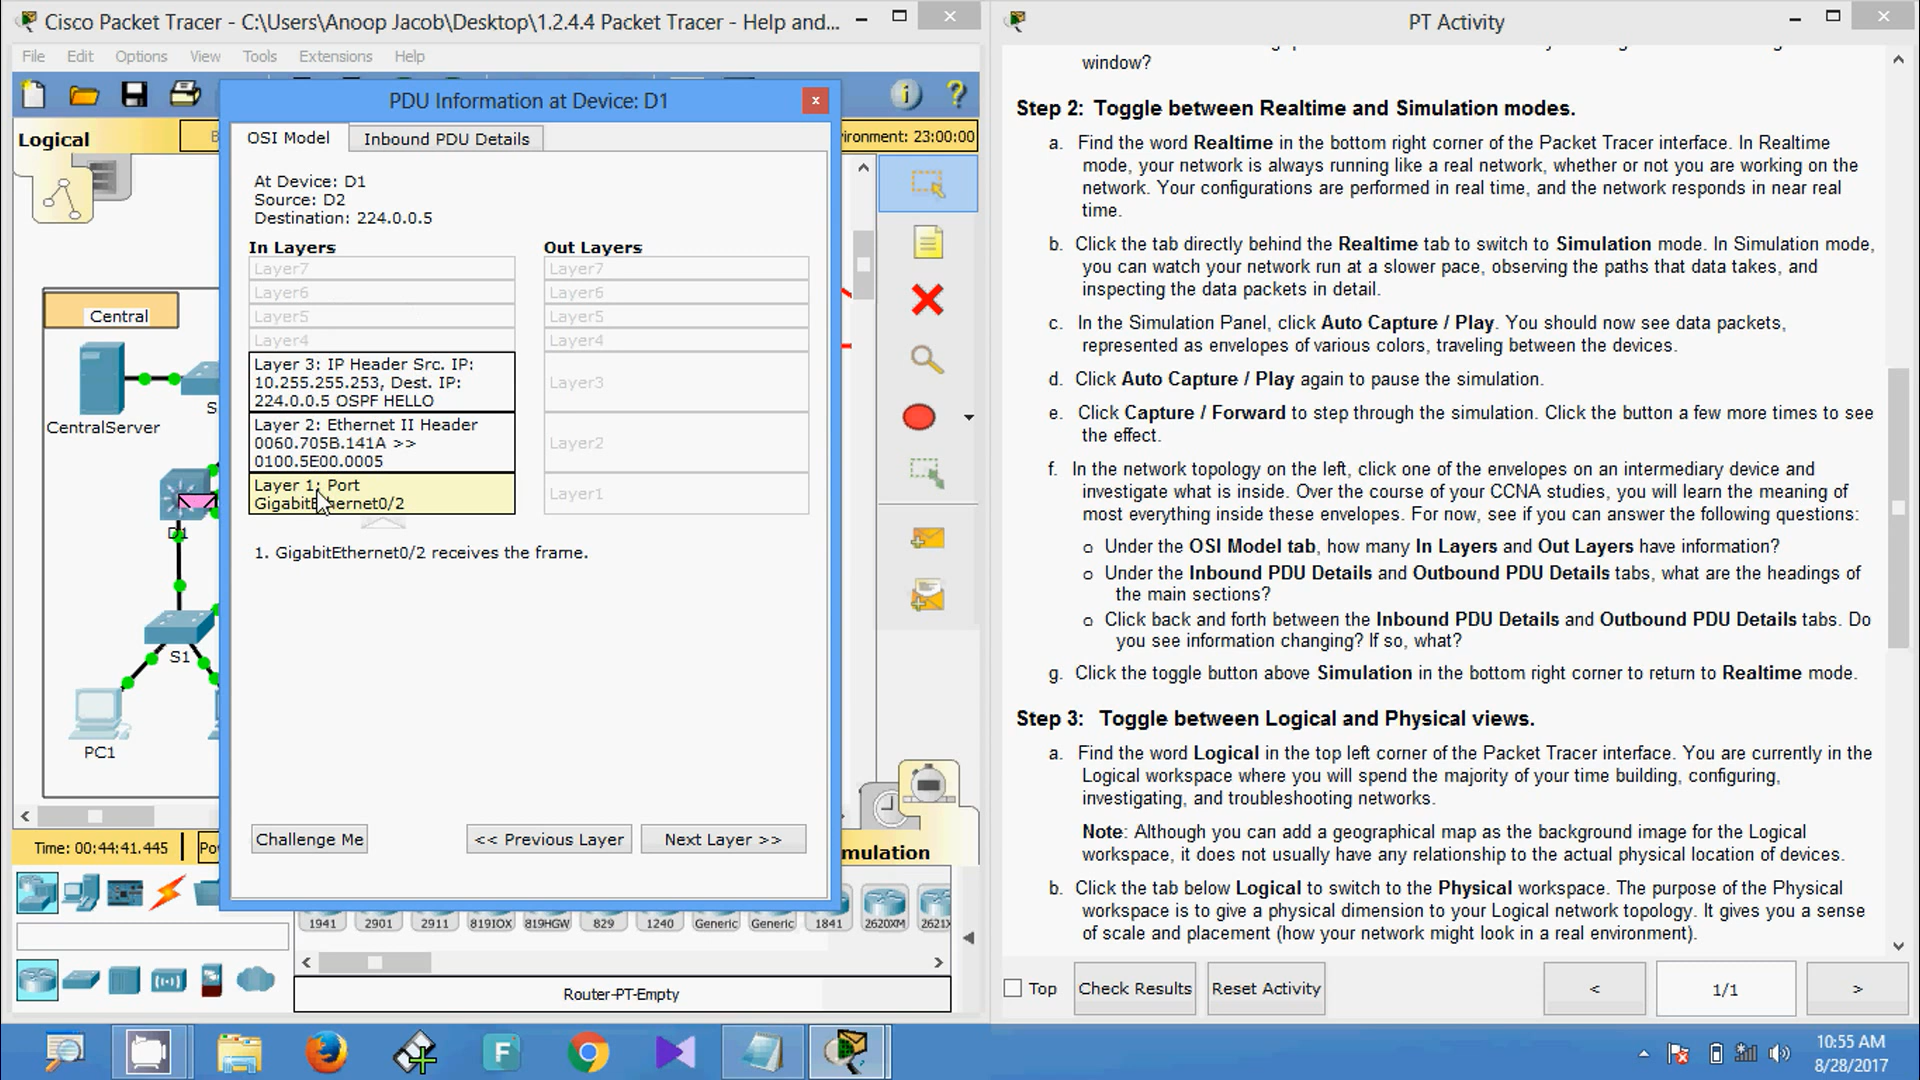 Cisco Packet Tracer - C:\Users\Anoop Jacob\Desktop\1.2.4.4 Packet Tracer - Help and...
File Edit Options View Tools Extensions Help
Logical
ironment: 23:00:00
PDU Information at Device: D1
OSI Model
Inbound PDU Details
At Device: D1
Source: D2
Destination: 224.0.0.5
In Layers
Out Layers
Layer7
Layer7
Layer6
Layer6
Layer5
Layer5
Layer4
Layer4
Layer 3: IP Header Src. IP:
10.255.255.253, Dest. IP:
224.0.0.5 OSPF HELLO
Layer3
Layer 2: Ethernet II Header
0060.705B.141A >>
0100.5E00.0005
Layer2
Layer 1: Port
GigabitEthernet0/2
Layer1
1. GigabitEthernet0/2 receives the frame.
Challenge Me
<< Previous Layer
Next Layer >>
Central
CentralServer
S
D1
S1
PC1
Time: 00:44:41.445
Po
mulation
1941 2901 2911 819IOX 819HGW 829 1240 Generic Generic 1841 2620XM 2621X
Router-PT-Empty
PT Activity
window?
Step 2: Toggle between Realtime and Simulation modes.
a. Find the word Realtime in the bottom right corner of the Packet Tracer interface. In Realtime
mode, your network is always running like a real network, whether or not you are working on the
network. Your configurations are performed in real time, and the network responds in near real
time.
b. Click the tab directly behind the Realtime tab to switch to Simulation mode. In Simulation mode,
you can watch your network run at a slower pace, observing the paths that data takes, and
inspecting the data packets in detail.
c. In the Simulation Panel, click Auto Capture / Play. You should now see data packets,
represented as envelopes of various colors, traveling between the devices.
d. Click Auto Capture / Play again to pause the simulation.
e. Click Capture / Forward to step through the simulation. Click the button a few more times to see
the effect.
f. In the network topology on the left, click one of the envelopes on an intermediary device and
investigate what is inside. Over the course of your CCNA studies, you will learn the meaning of
most everything inside these envelopes. For now, see if you can answer the following questions:
o Under the OSI Model tab, how many In Layers and Out Layers have information?
o Under the Inbound PDU Details and Outbound PDU Details tabs, what are the headings of
the main sections?
o Click back and forth between the Inbound PDU Details and Outbound PDU Details tabs. Do
you see information changing? If so, what?
g. Click the toggle button above Simulation in the bottom right corner to return to Realtime mode.
Step 3: Toggle between Logical and Physical views.
a. Find the word Logical in the top left corner of the Packet Tracer interface. You are currently in the
Logical workspace where you will spend the majority of your time building, configuring,
investigating, and troubleshooting networks.
Note: Although you can add a geographical map as the background image for the Logical
workspace, it does not usually have any relationship to the actual physical location of devices.
b. Click the tab below Logical to switch to the Physical workspace. The purpose of the Physical
workspace is to give a physical dimension to your Logical network topology. It gives you a sense
of scale and placement (how your network might look in a real environment).
Top
Check Results
Reset Activity
<
1/1
>
10:55 AM
8/28/2017